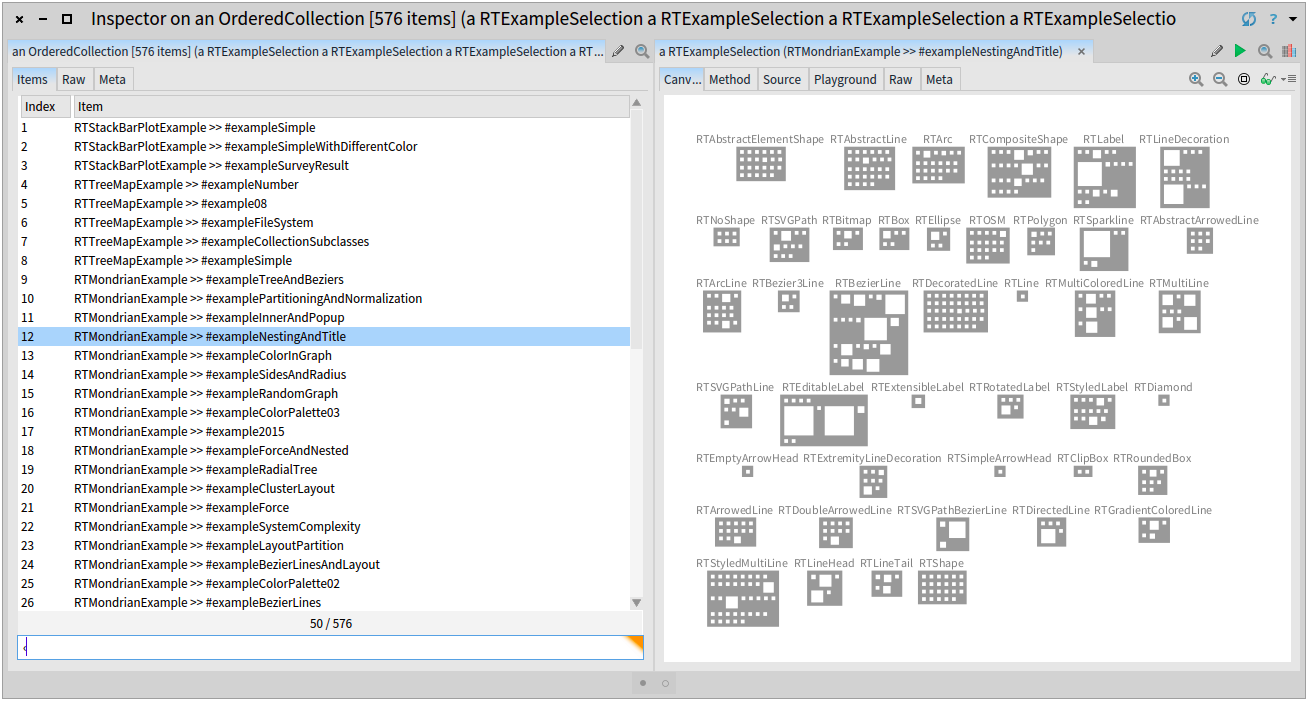 Inspector on an OrderedCollection [576 items] (a RTExampleSelection a RTExampleSelection a RTExampleSelection a RTExampleSelectio
?
an OrderedCollection [576 items] (a RTExampleSelection a RTExampleSelection a RTExampleSelection a RT...
a RTExampleSelection (RTMondrianExample >> #exampleNestingAndTitle)
Items Raw Meta
Canv... Method Source Playground Raw Meta
Index Item
1 RTStackBarPlotExample >> #exampleSimple
2 RTStackBarPlotExample >> #exampleSimpleWithDifferentColor
3 RTStackBarPlotExample >> #exampleSurveyResult
4 RTTreeMapExample >> #exampleNumber
5 RTTreeMapExample >> #example08
6 RTTreeMapExample >> #exampleFileSystem
7 RTTreeMapExample >> #exampleCollectionSubclasses
8 RTTreeMapExample >> #exampleSimple
9 RTMondrianExample >> #exampleTreeAndBeziers
10 RTMondrianExample >> #examplePartitioningAndNormalization
11 RTMondrianExample >> #exampleInnerAndPopup
12 RTMondrianExample >> #exampleNestingAndTitle
13 RTMondrianExample >> #exampleColorInGraph
14 RTMondrianExample >> #exampleSidesAndRadius
15 RTMondrianExample >> #exampleRandomGraph
16 RTMondrianExample >> #exampleColorPalette03
17 RTMondrianExample >> #example2015
18 RTMondrianExample >> #exampleForceAndNested
19 RTMondrianExample >> #exampleRadialTree
20 RTMondrianExample >> #exampleClusterLayout
21 RTMondrianExample >> #exampleForce
22 RTMondrianExample >> #exampleSystemComplexity
23 RTMondrianExample >> #exampleLayoutPartition
24 RTMondrianExample >> #exampleBezierLinesAndLayout
25 RTMondrianExample >> #exampleColorPalette02
26 RTMondrianExample >> #exampleBezierLines
50 / 576
RTAbstractElementShape RTAbstractLine RTArc RTCompositeShape RTLabel RTLineDecoration
RTNoShape RTSVGPath RTBitmap RTBox RTEllipse RTOSM RTPolygon RTSparkline RTAbstractArrowedLine
RTArcLine RTBezier3Line RTBezierLine RTDecoratedLine RTLine RTMultiColoredLine RTMultiLine
RTSVGPathLine RTEditableLabel RTExtensibleLabel RTRotatedLabel RTStyledLabel RTDiamond
RTEmptyArrowHead RTExtremityLineDecoration RTSimpleArrowHead RTClipBox RTRoundedBox
RTArrowedLine RTDoubleArrowedLine RTSVGPathBezierLine RTDirectedLine RTGradientColoredLine
RTStyledMultiLine RTLineHead RTLineTail RTShape